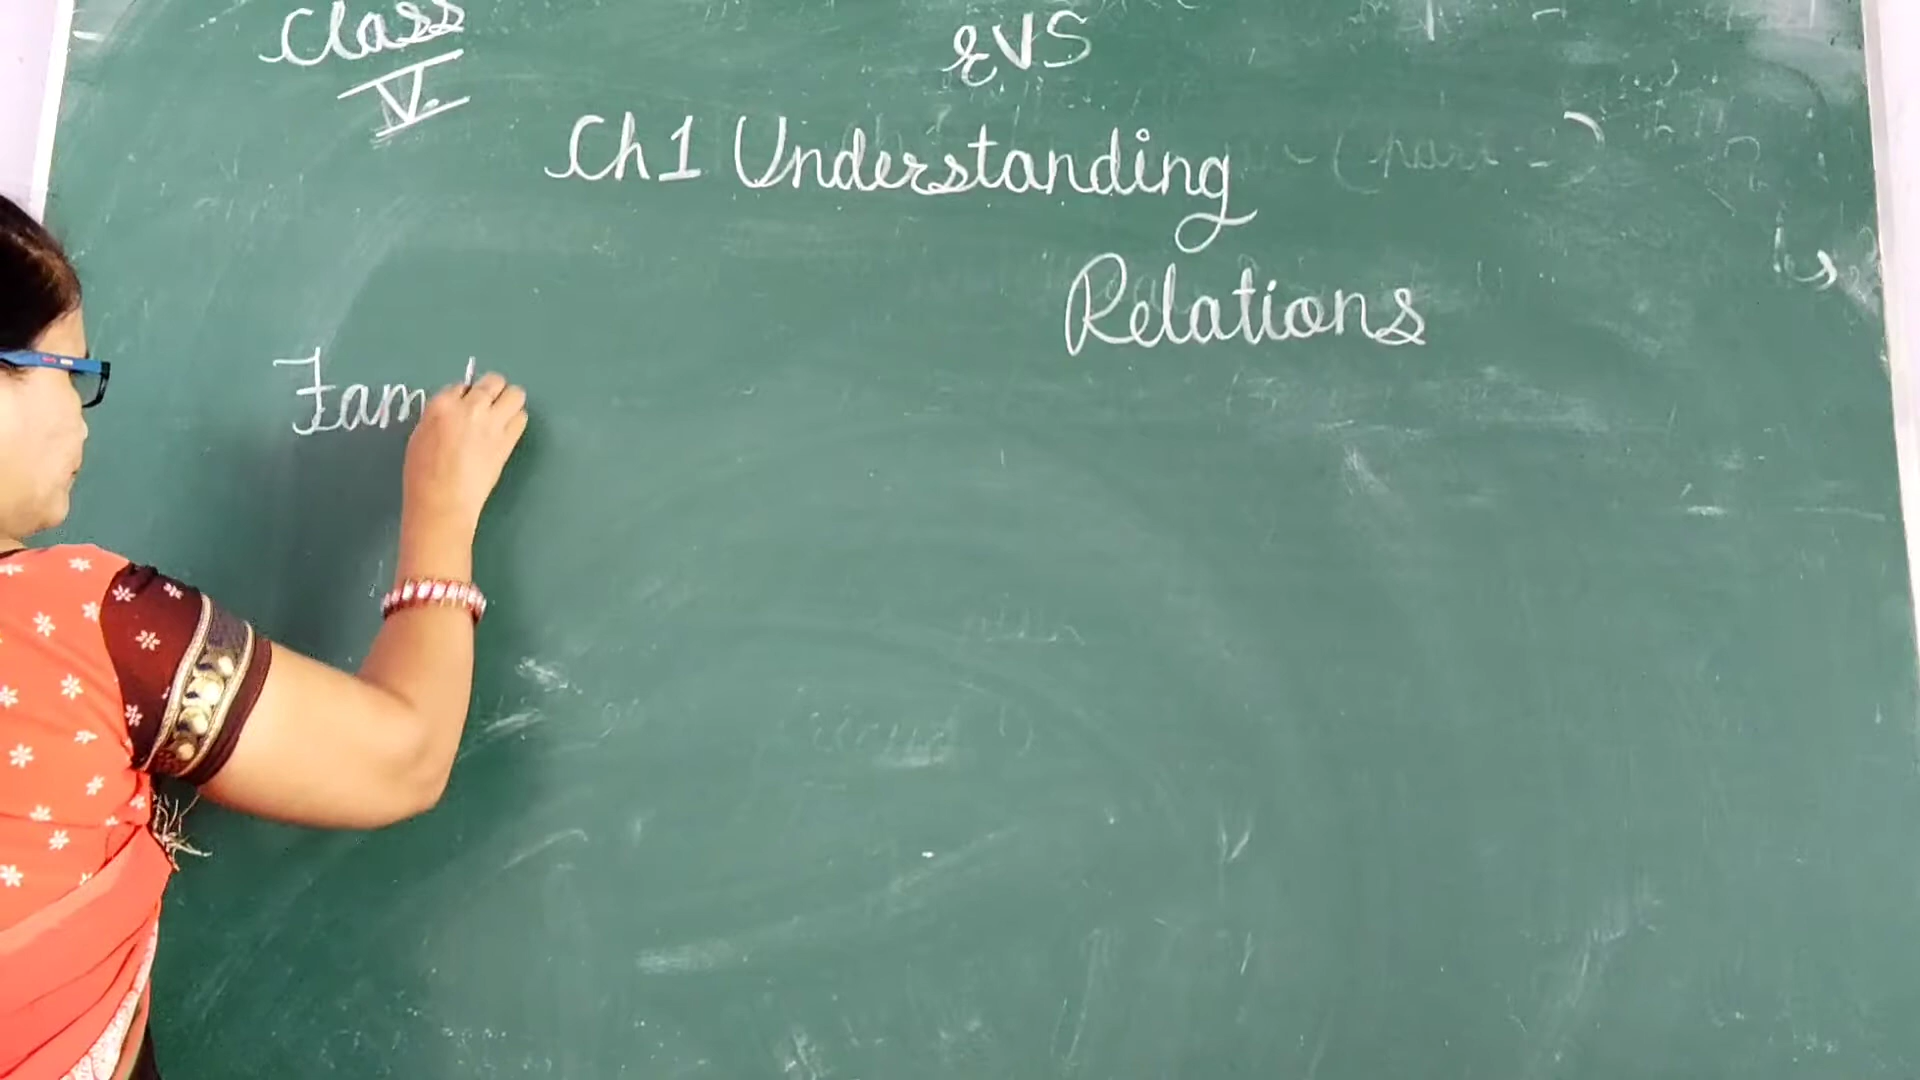 Class EVS
V.
Ch1 Understanding
Relations
Fam